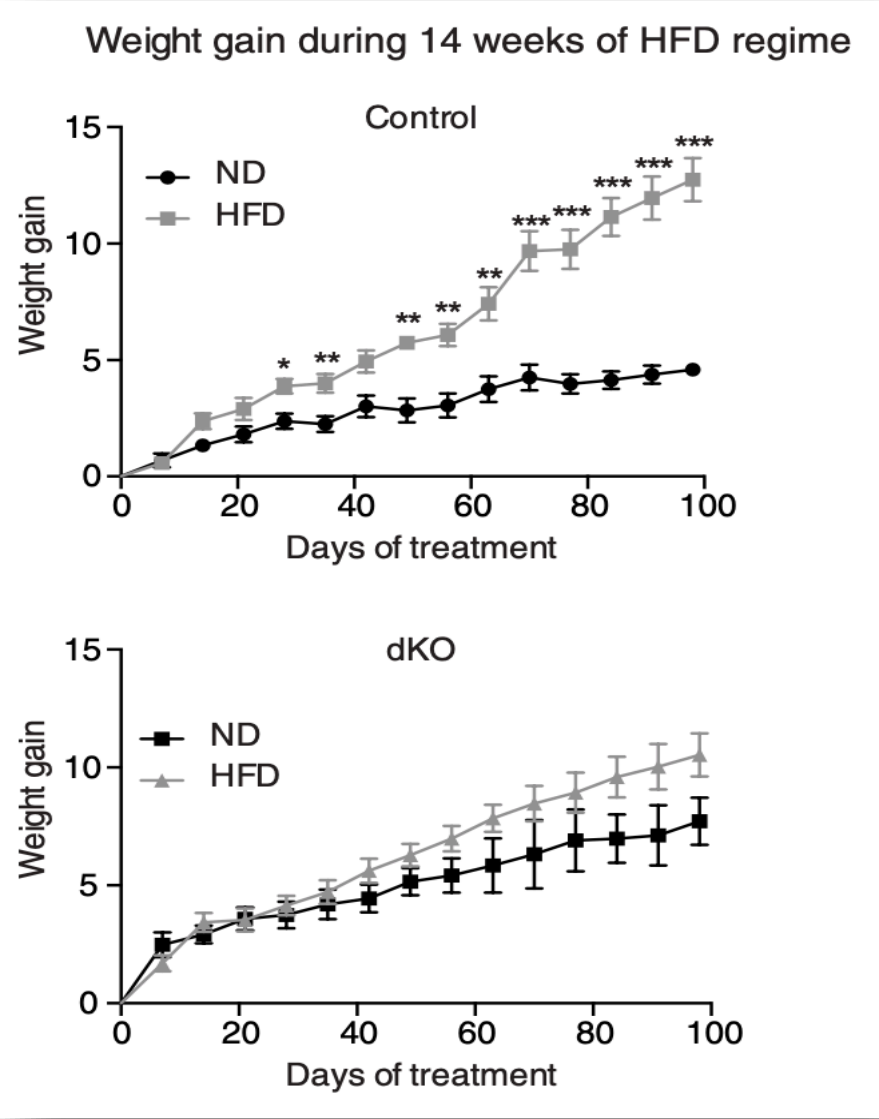 Weight gain during 14 weeks of HFD regime
Control
15
10
5
0
Weight gain
ND
HFD
*
**
**
**
**
***
***
***
***
***
0 20 40 60 80 100
Days of treatment
dKO
15
10
5
0
Weight gain
ND
HFD
0 20 40 60 80 100
Days of treatment